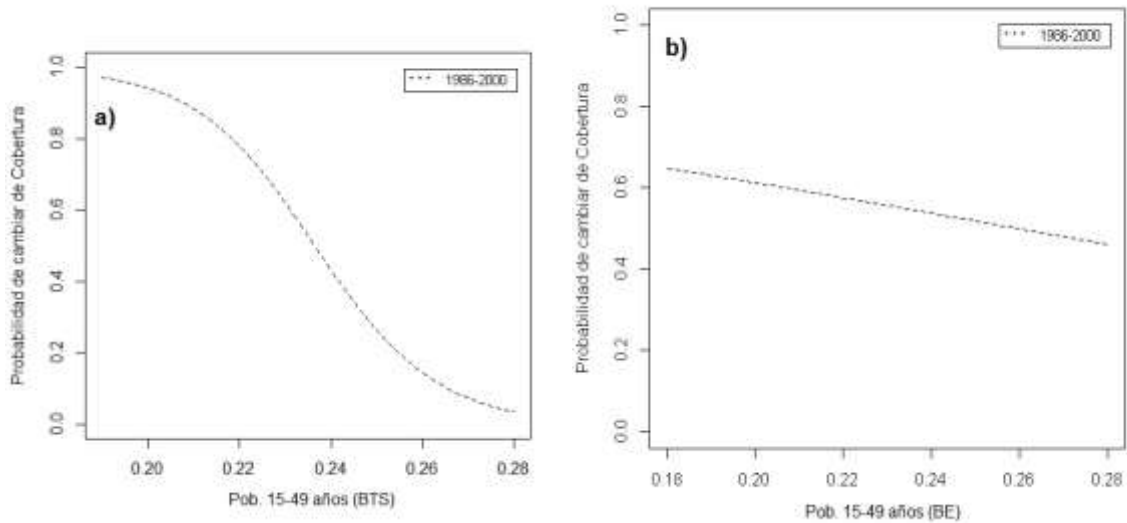 a)
1986-2000
Probabilidad de cambiar de Cobertura
1.0
0.8
0.6
0.4
0.2
0.0
0.20 0.22 0.24 0.26 0.28
Pob. 15-49 años (BTS)
b)
1986-2000
Probabilidad de cambiar de Cobertura
1.0
0.8
0.6
0.4
0.2
0.0
0.18 0.20 0.22 0.24 0.26 0.28
Pob. 15-49 años (BE)